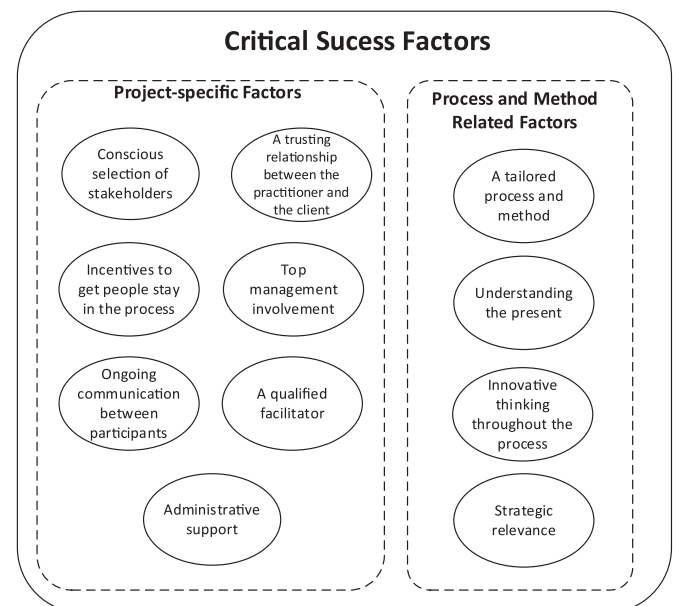 Critical Sucess Factors
Project-specific Factors
Conscious
selection of
stakeholders
A trusting
relationship
between the
practitioner and
the client
Incentives to
get people stay
in the process
Top
management
involvement
Ongoing
communication
between
participants
A qualified
facilitator
Administrative
support
Process and Method
Related Factors
A tailored
process and
method
Understanding
the present
Innovative
thinking
throughout the
process
Strategic
relevance